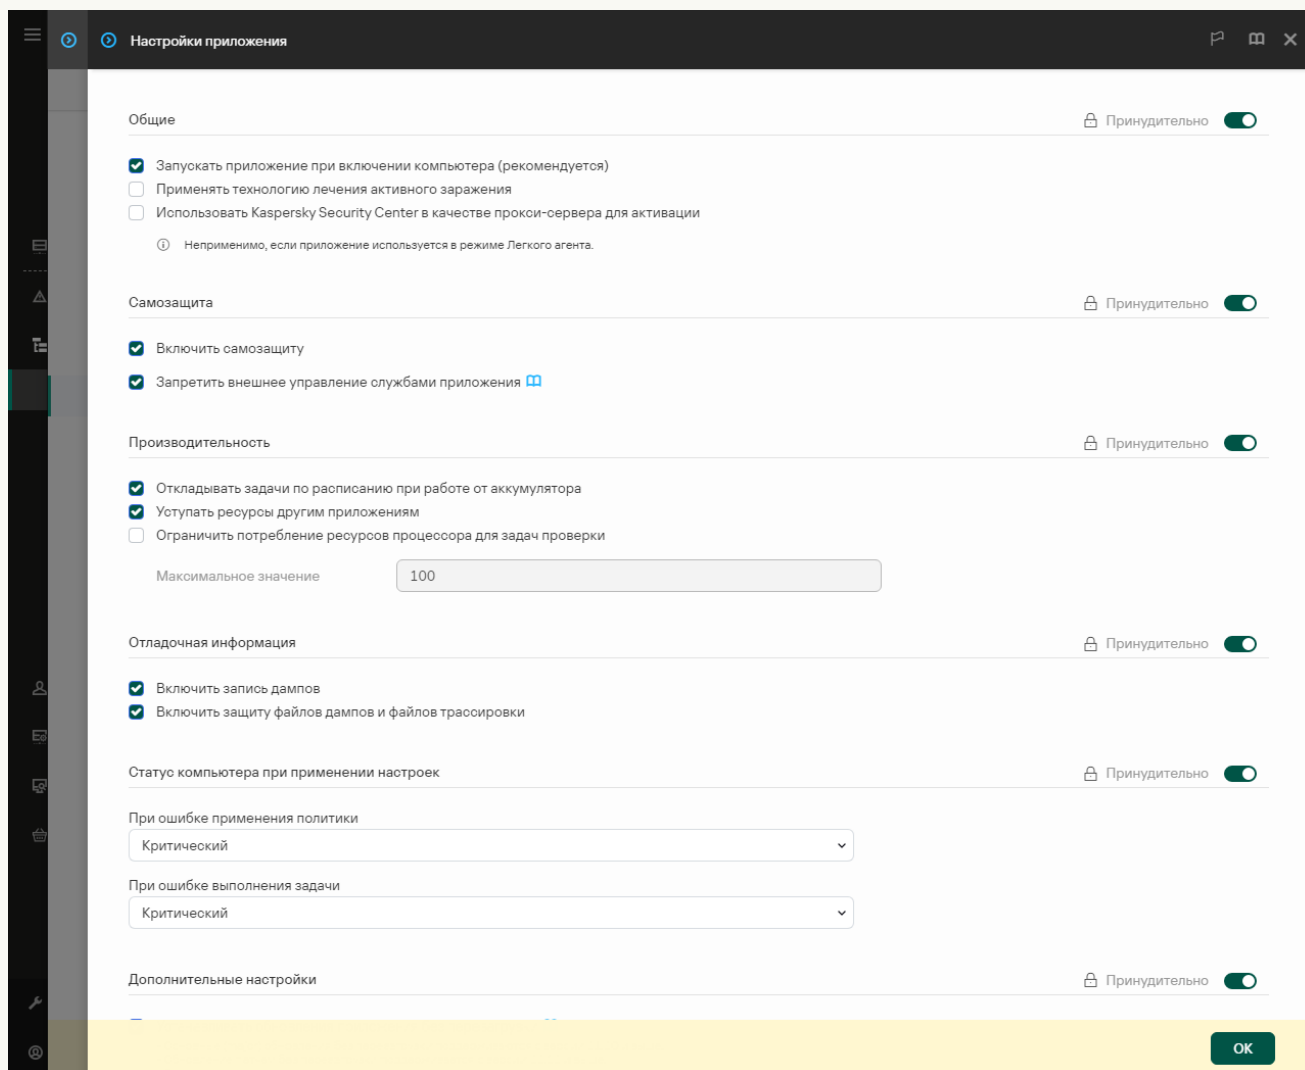 Настройки приложения
Общие
Принудительно
Запускать приложение при включении компьютера (рекомендуется)
Применять технологию лечения активного заражения
Использовать Kaspersky Security Center в качестве прокси-сервера для активации
Неприменимо, если приложение используется в режиме Легкого агента.
Самозащита
Принудительно
Включить самозащиту
Запретить внешнее управление службами приложения
Производительность
Принудительно
Откладывать задачи по расписанию при работе от аккумулятора
Уступать ресурсы другим приложениям
Ограничить потребление ресурсов процессора для задач проверки
Максимальное значение
100
Отладочная информация
Принудительно
Включить запись дампов
Включить защиту файлов дампов и файлов трассировки
Статус компьютера при применении настроек
Принудительно
При ошибке применения политики
Критический
При ошибке выполнения задачи
Критический
Дополнительные настройки
Принудительно
OK